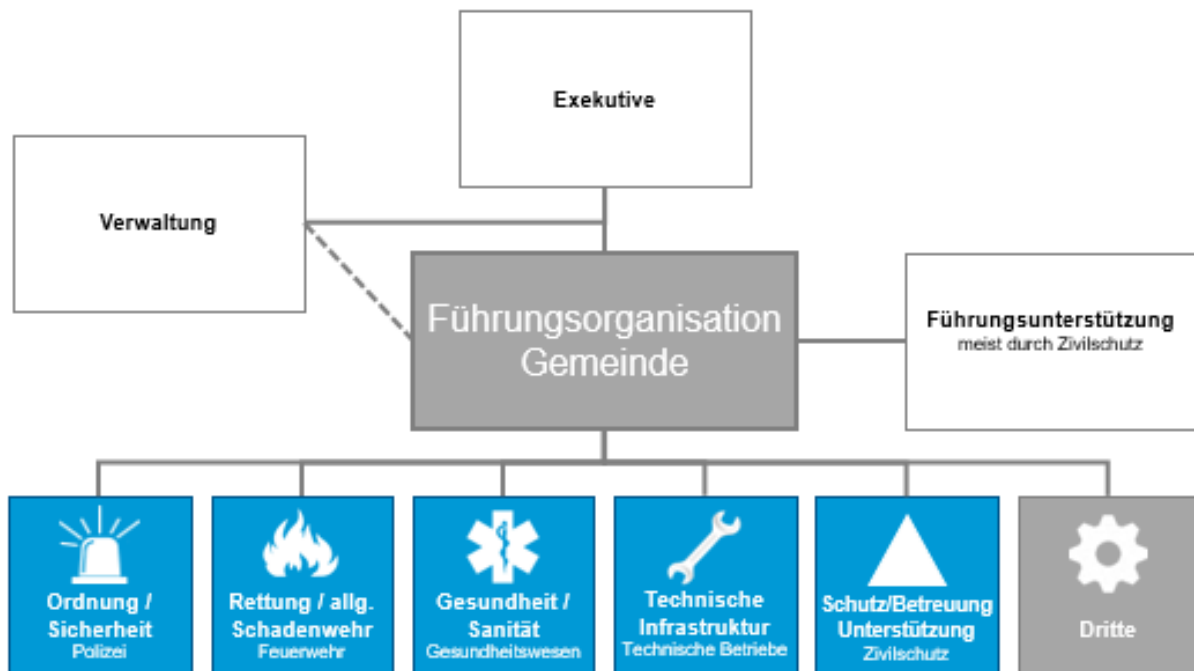 Exekutive
Verwaltung
Führungsorganisation
Gemeinde
Führungsunterstützung
meist durch Zivilschutz
Ordnung /
Sicherheit
Polizei
Rettung / allg.
Schadenwehr
Feuerwehr
Gesundheit /
Sanität
Gesundheitswesen
Technische
Infrastruktur
Technische Betriebe
Schutz/Betreuung
Unterstützung
Zivilschutz
Dritte